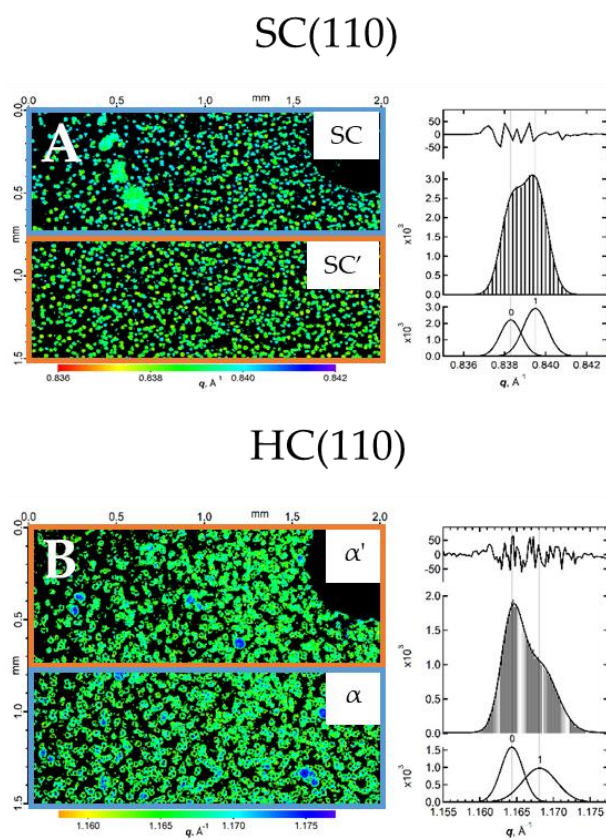 SC(110)
mm
0.0 0.5 1.0 1.5 2.0
A
SC
SC′
0.0
0.5
mm
1.0
1.5
0.836 0.838 0.840 0.842
q, Å⁻¹
50
0
-50
3.0
2.5
2.0
1.5
1.0
0.5
0.0
x10³
0 1
3.0
2.0
1.0
0.0
x10³
0.836 0.838 0.840 0.842
q, Å⁻¹
HC(110)
mm
0.0 0.5 1.0 1.5 2.0
B
α'
α
0.0
0.5
mm
1.0
1.5
1.160 1.165 1.170 1.175
q, Å⁻¹
50
0
-50
2.0
1.5
1.0
0.5
0.0
x10³
0 1
1.5
1.0
0.5
0.0
x10³
1.155 1.160 1.165 1.170 1.175
q, Å⁻¹